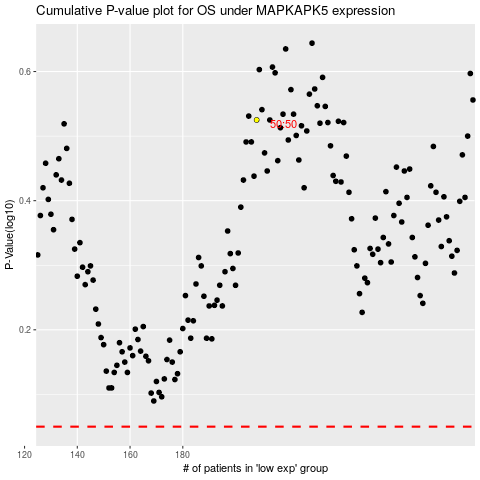 Cumulative P-value plot for OS under MAPKAPK5 expression
P-Value(log10)
0.6
0.4
0.2
50:50
120 140 160 180
# of patients in 'low exp' group